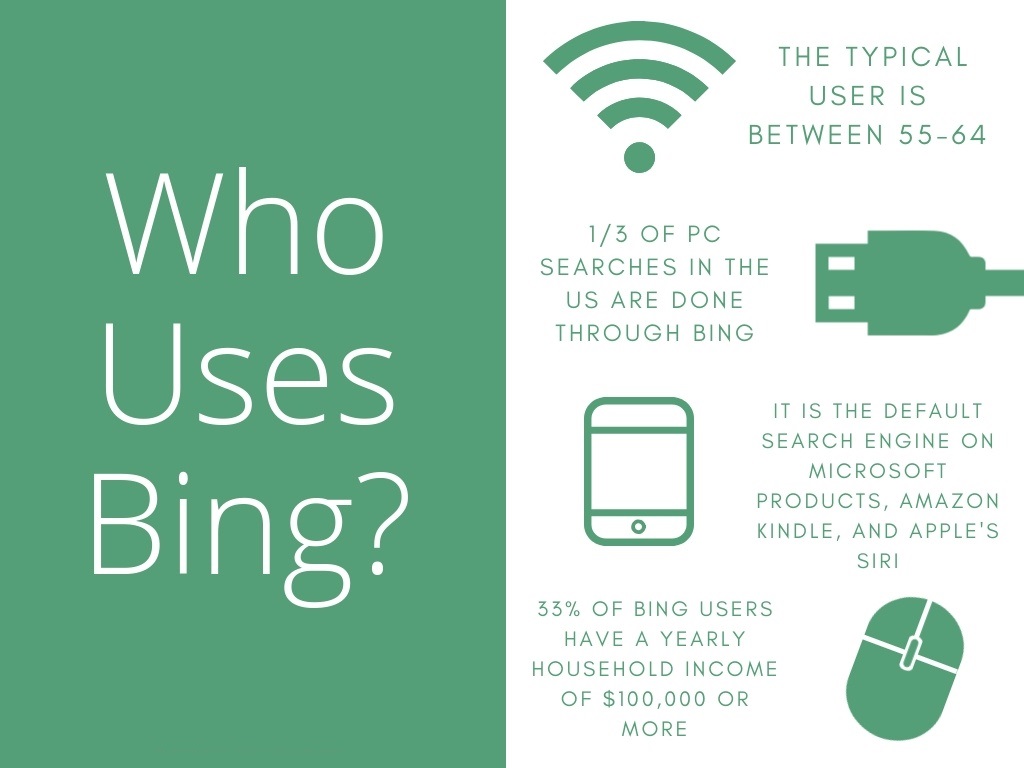 Who
Uses
Bing?
THE TYPICAL
USER IS
BETWEEN 55-64
1/3 OF PC
SEARCHES IN THE
US ARE DONE
THROUGH BING
IT IS THE DEFAULT
SEARCH ENGINE ON
MICROSOFT
PRODUCTS, AMAZON
KINDLE, AND APPLE'S
SIRI
33% OF BING USERS
HAVE A YEARLY
HOUSEHOLD INCOME
OF $100,000 OR
MORE